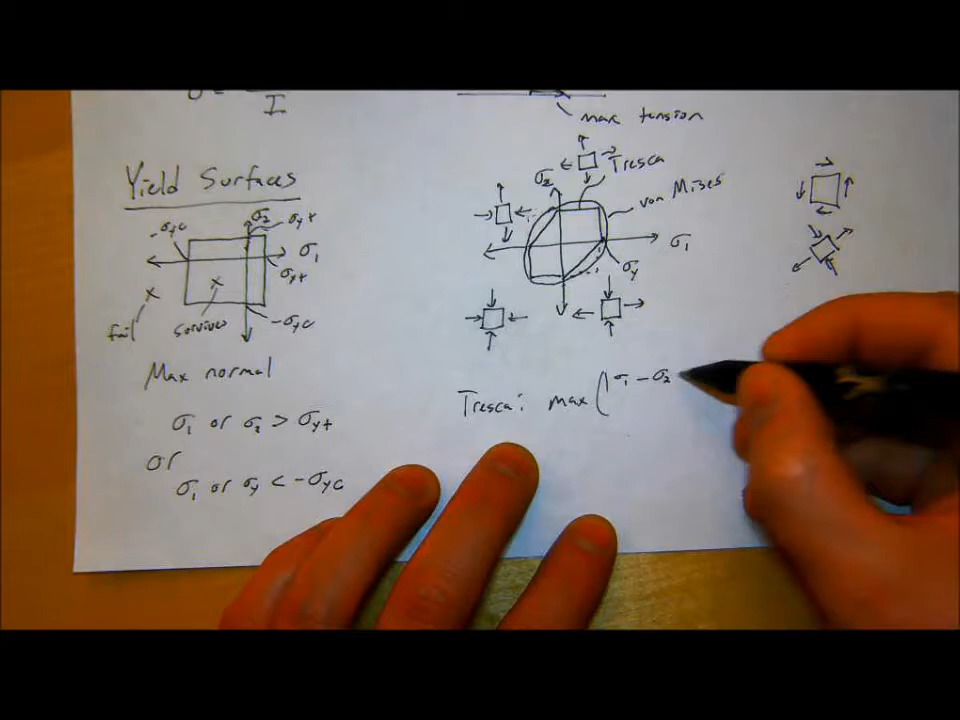 I
max tension
Yield Surfaces
Tresca
von Mises
σ₂
σ₁
σy
-σyc
σ₂
σy+
σ₁
σy+
-σyc
fail
survives
Max normal
σ₁ or σ₂ > σy+
or
σ₁ or σy < -σyc
Tresca: max (|σ₁ - σ₂